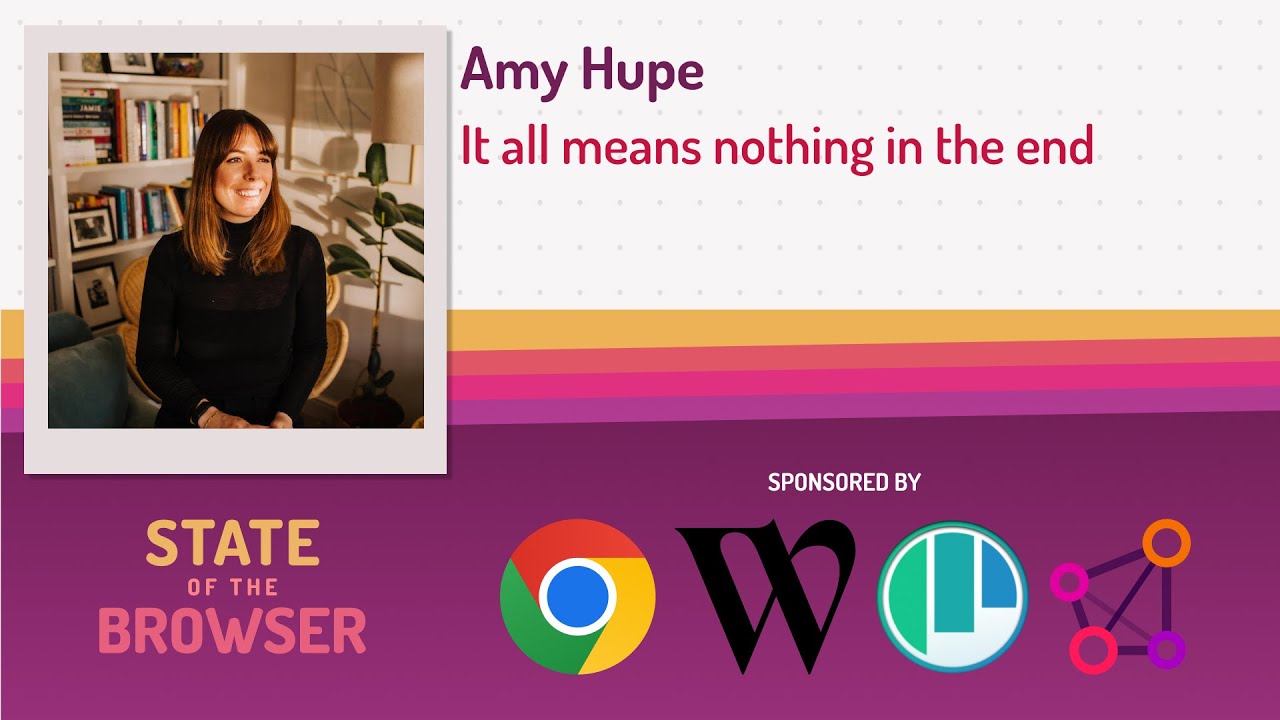 Amy Hupe
It all means nothing in the end
SPONSORED BY
STATE
OF THE
BROWSER
W